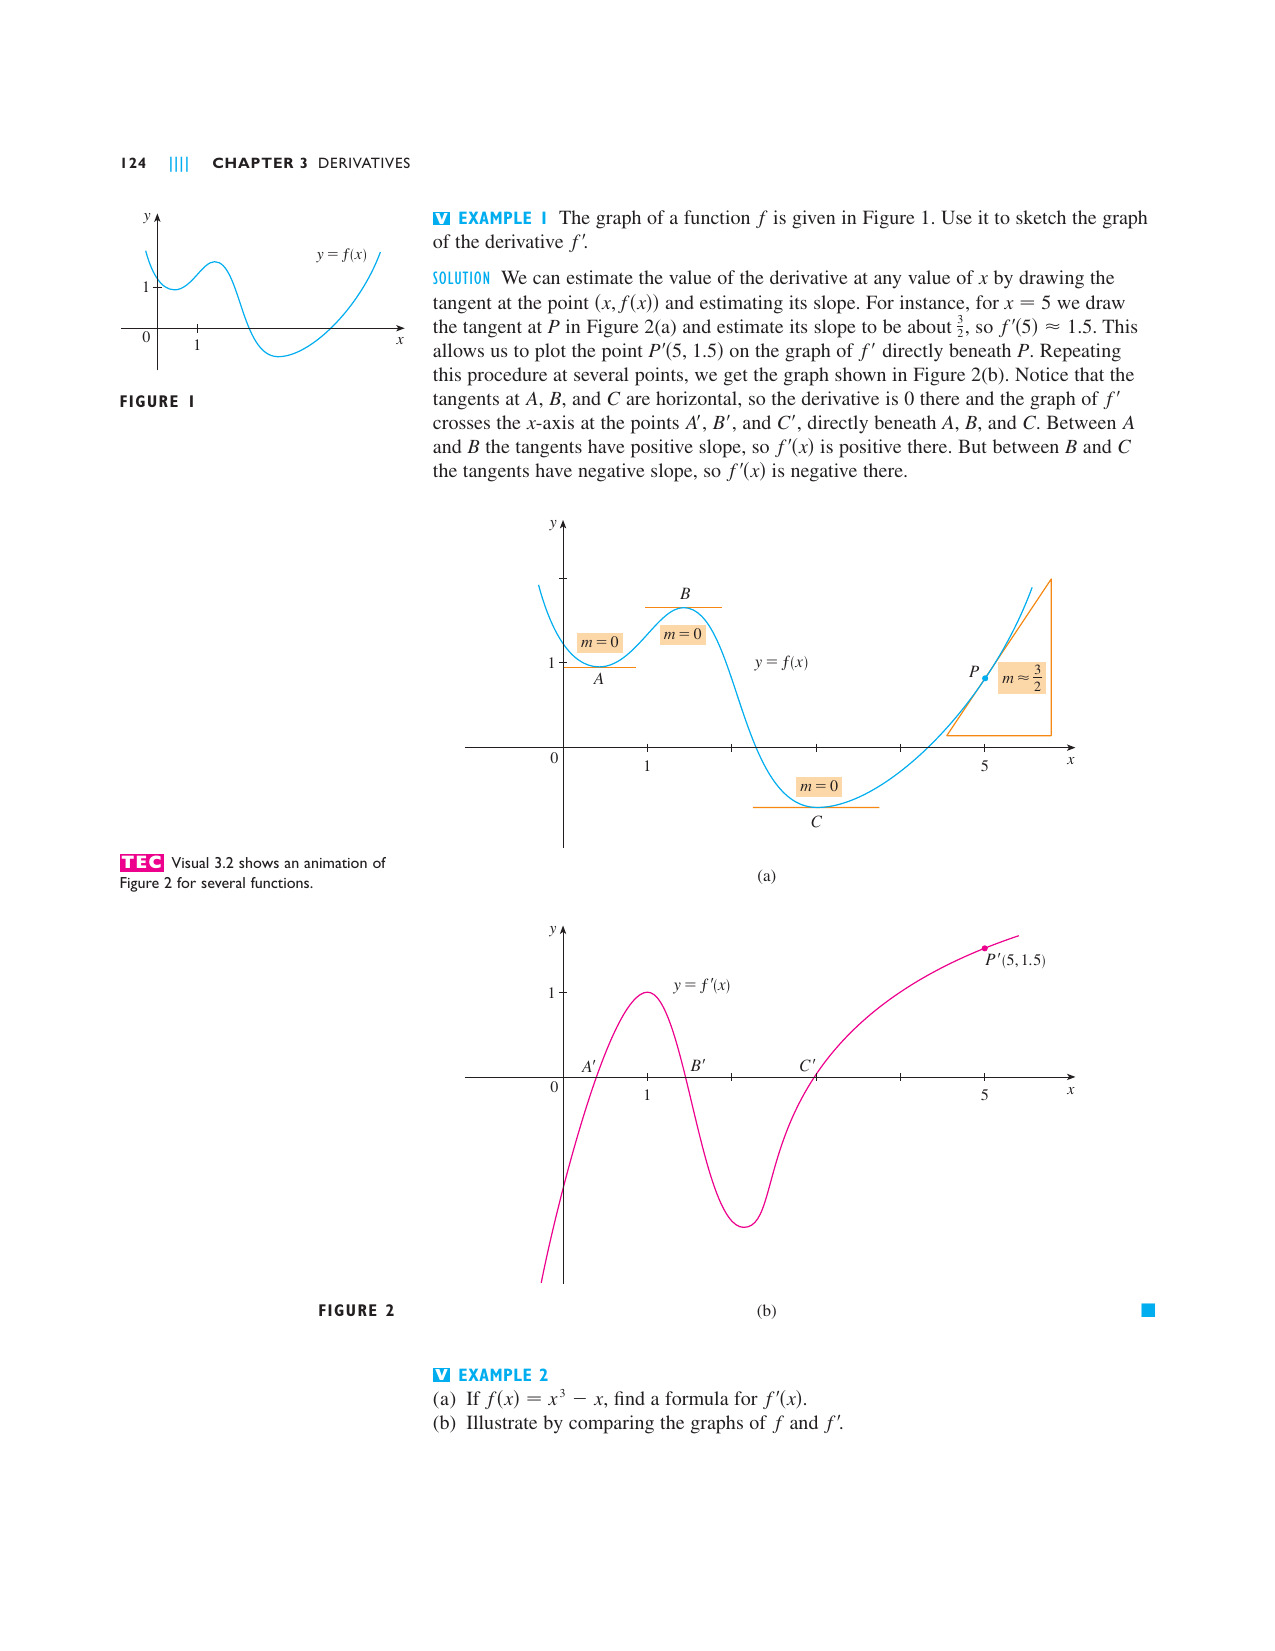 124 |||| CHAPTER 3 DERIVATIVES
y
y = f(x)
1
0
1
x
FIGURE 1
V EXAMPLE 1 The graph of a function f is given in Figure 1. Use it to sketch the graph
of the derivative f′.
SOLUTION We can estimate the value of the derivative at any value of x by drawing the
tangent at the point (x, f(x)) and estimating its slope. For instance, for x = 5 we draw
the tangent at P in Figure 2(a) and estimate its slope to be about 3/2, so f′(5) ≈ 1.5. This
allows us to plot the point P′(5, 1.5) on the graph of f′ directly beneath P. Repeating
this procedure at several points, we get the graph shown in Figure 2(b). Notice that the
tangents at A, B, and C are horizontal, so the derivative is 0 there and the graph of f′
crosses the x-axis at the points A′, B′, and C′, directly beneath A, B, and C. Between A
and B the tangents have positive slope, so f′(x) is positive there. But between B and C
the tangents have negative slope, so f′(x) is negative there.
y
B
m = 0
m = 0
1
y = f(x)
A
P
m ≈ 3/2
0
1
5
x
m = 0
C
(a)
TEC Visual 3.2 shows an animation of
Figure 2 for several functions.
y
P′(5, 1.5)
y = f′(x)
1
A′
B′
C′
0
1
5
x
FIGURE 2
(b)
V EXAMPLE 2
(a) If f(x) = x³ − x, find a formula for f′(x).
(b) Illustrate by comparing the graphs of f and f′.